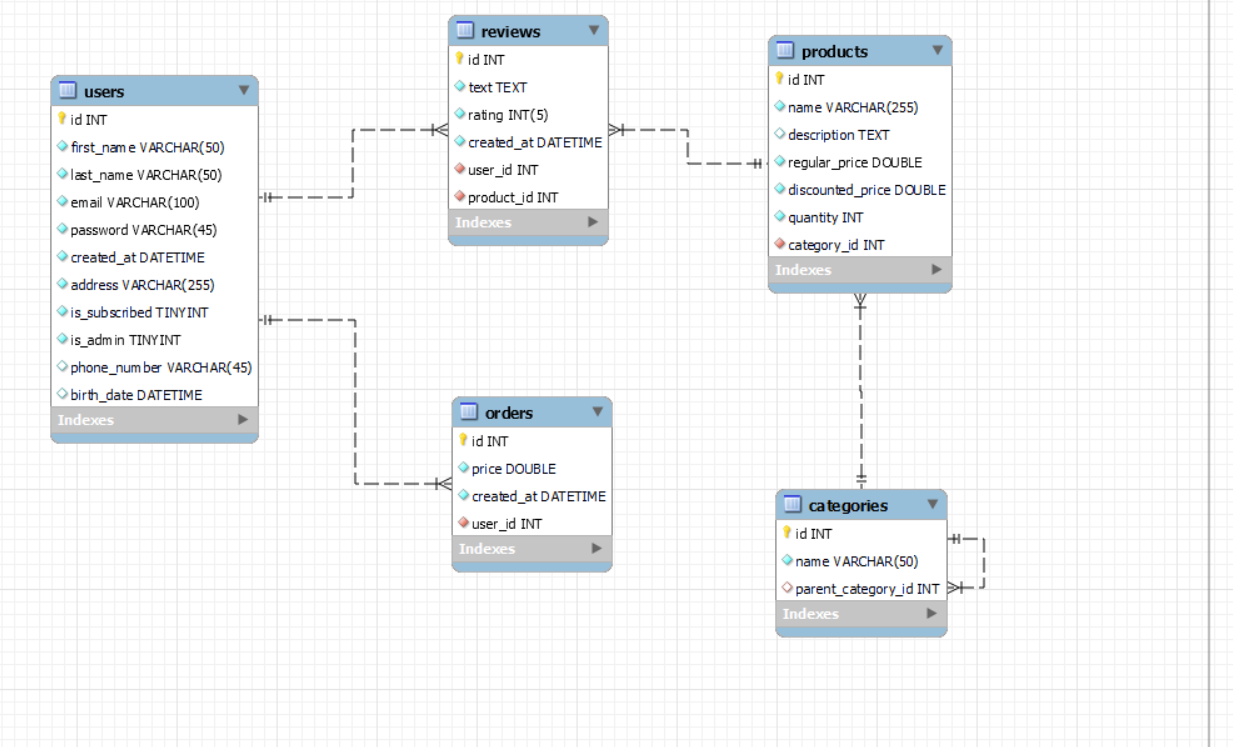 users
id INT
first_name VARCHAR(50)
last_name VARCHAR(50)
email VARCHAR(100)
password VARCHAR(45)
created_at DATETIME
address VARCHAR(255)
is_subscribed TINYINT
is_admin TINYINT
phone_number VARCHAR(45)
birth_date DATETIME
Indexes
reviews
id INT
text TEXT
rating INT(5)
created_at DATETIME
user_id INT
product_id INT
Indexes
products
id INT
name VARCHAR(255)
description TEXT
regular_price DOUBLE
discounted_price DOUBLE
quantity INT
category_id INT
Indexes
orders
id INT
price DOUBLE
created_at DATETIME
user_id INT
Indexes
categories
id INT
name VARCHAR(50)
parent_category_id INT
Indexes